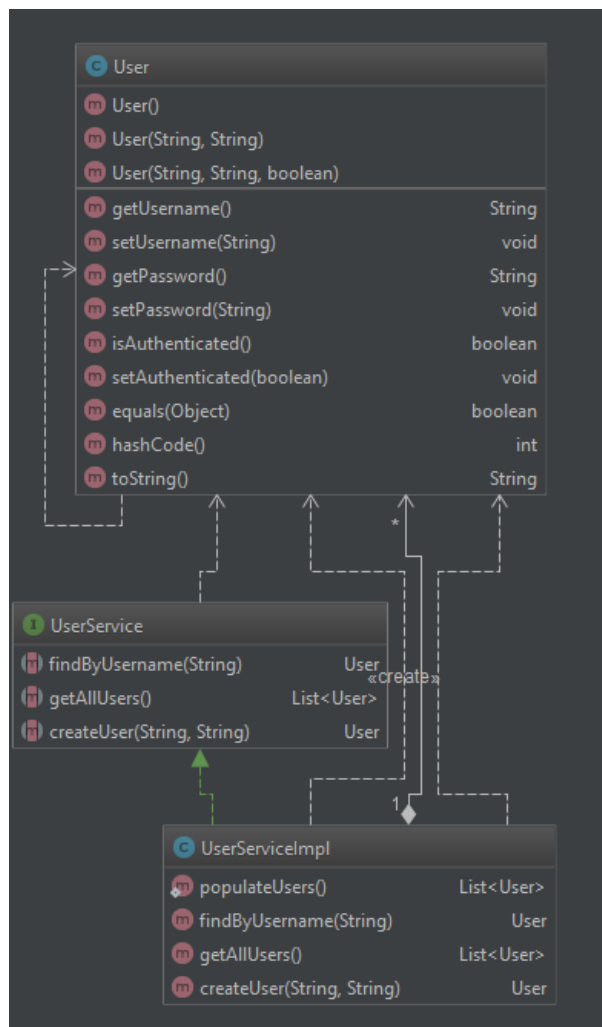 C User
m User()
m User(String, String)
m User(String, String, boolean)
m getUsername() String
m setUsername(String) void
m getPassword() String
m setPassword(String) void
m isAuthenticated() boolean
m setAuthenticated(boolean) void
m equals(Object) boolean
m hashCode() int
m toString() String
*
I UserService
m findByUsername(String) User
«create»
m getAllUsers() List<User>
m createUser(String, String) User
1
C UserServiceImpl
m populateUsers() List<User>
m findByUsername(String) User
m getAllUsers() List<User>
m createUser(String, String) User